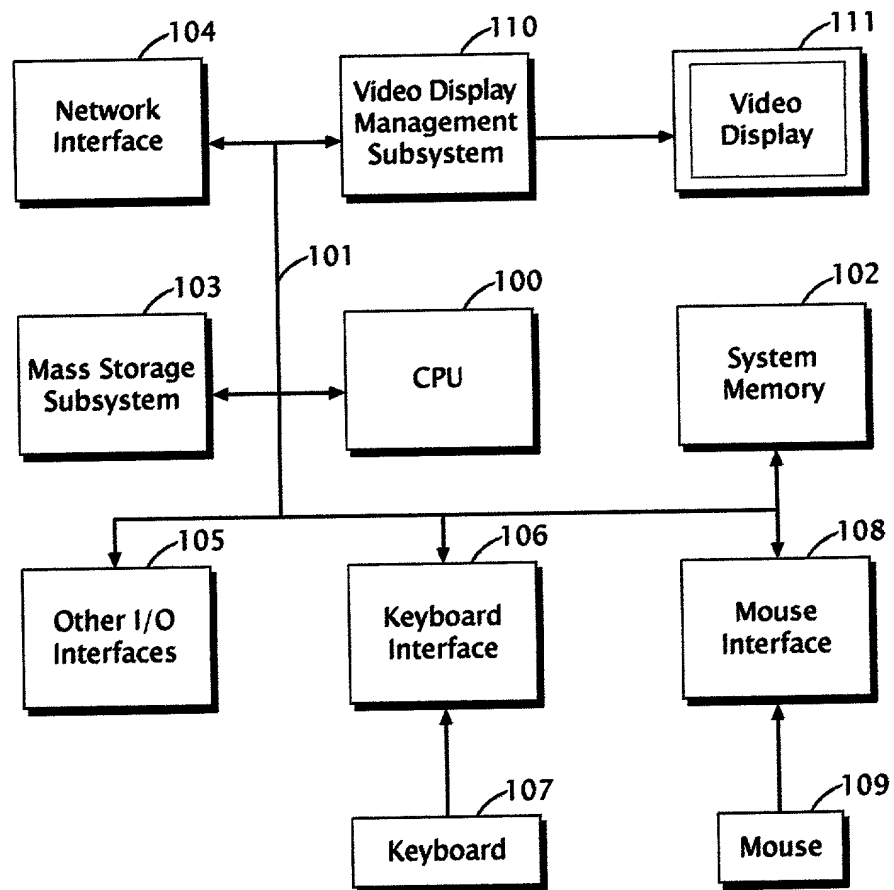 104
110
111
Network
Interface
Video Display
Management
Subsystem
Video
Display
101
103
100
102
Mass Storage
Subsystem
CPU
System
Memory
105
106
108
Other I/O
Interfaces
Keyboard
Interface
Mouse
Interface
107
109
Keyboard
Mouse